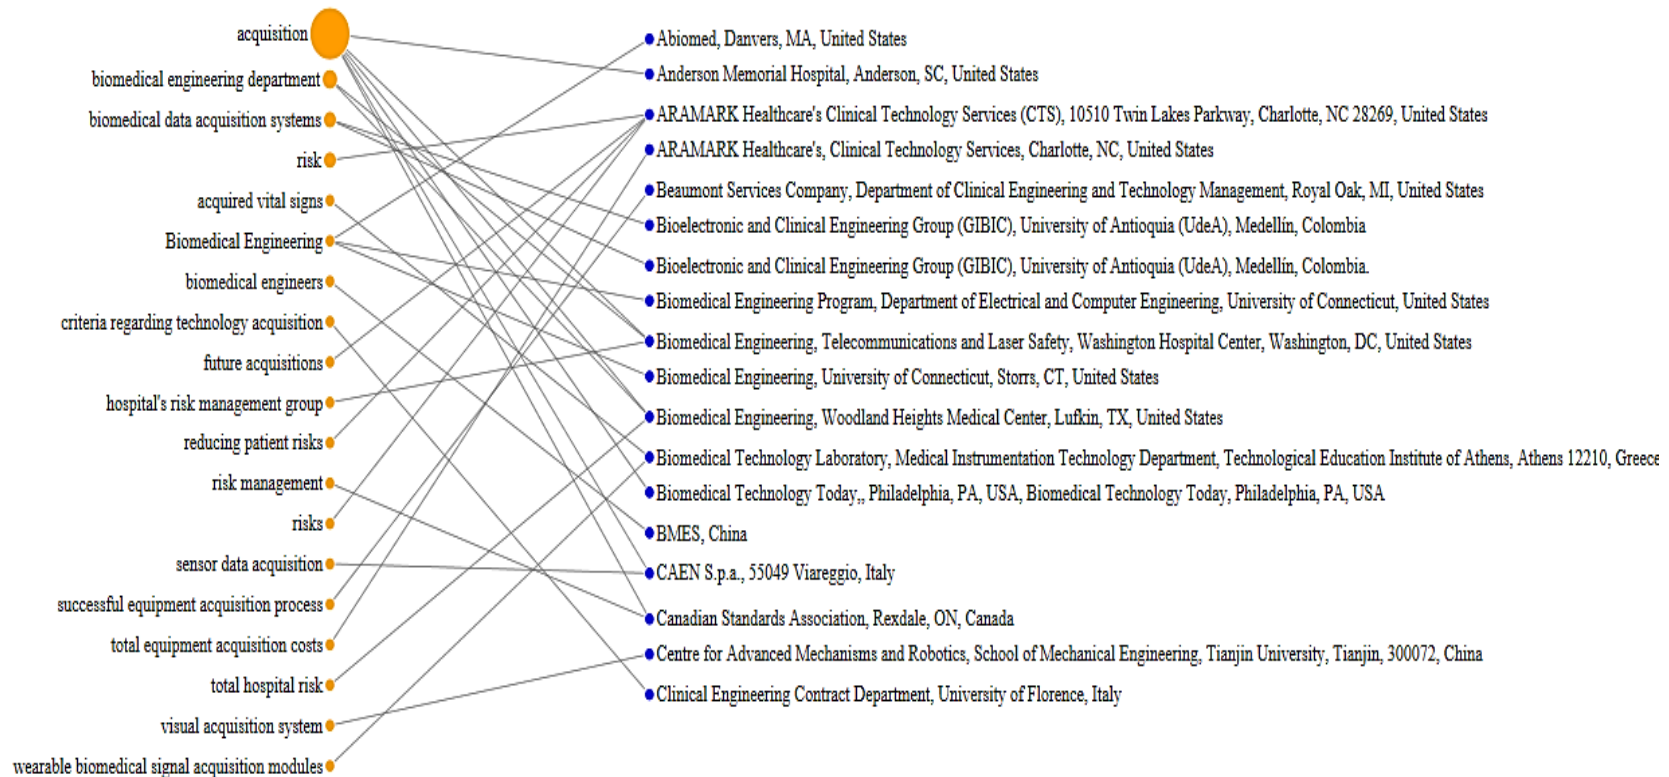 acquisition
biomedical engineering department
biomedical data acquisition systems
risk
acquired vital signs
Biomedical Engineering
biomedical engineers
criteria regarding technology acquisition
future acquisitions
hospital's risk management group
reducing patient risks
risk management
risks
sensor data acquisition
successful equipment acquisition process
total equipment acquisition costs
total hospital risk
visual acquisition system
wearable biomedical signal acquisition modules
Abiomed, Danvers, MA, United States
Anderson Memorial Hospital, Anderson, SC, United States
ARAMARK Healthcare's Clinical Technology Services (CTS), 10510 Twin Lakes Parkway, Charlotte, NC 28269, United States
ARAMARK Healthcare's, Clinical Technology Services, Charlotte, NC, United States
Beaumont Services Company, Department of Clinical Engineering and Technology Management, Royal Oak, MI, United States
Bioelectronic and Clinical Engineering Group (GIBIC), University of Antioquia (UdeA), Medellín, Colombia
Bioelectronic and Clinical Engineering Group (GIBIC), University of Antioquia (UdeA), Medellín, Colombia.
Biomedical Engineering Program, Department of Electrical and Computer Engineering, University of Connecticut, United States
Biomedical Engineering, Telecommunications and Laser Safety, Washington Hospital Center, Washington, DC, United States
Biomedical Engineering, University of Connecticut, Storrs, CT, United States
Biomedical Engineering, Woodland Heights Medical Center, Lufkin, TX, United States
Biomedical Technology Laboratory, Medical Instrumentation Technology Department, Technological Education Institute of Athens, Athens 12210, Greece
Biomedical Technology Today,, Philadelphia, PA, USA, Biomedical Technology Today, Philadelphia, PA, USA
BMES, China
CAEN S.p.a., 55049 Viareggio, Italy
Canadian Standards Association, Rexdale, ON, Canada
Centre for Advanced Mechanisms and Robotics, School of Mechanical Engineering, Tianjin University, Tianjin, 300072, China
Clinical Engineering Contract Department, University of Florence, Italy